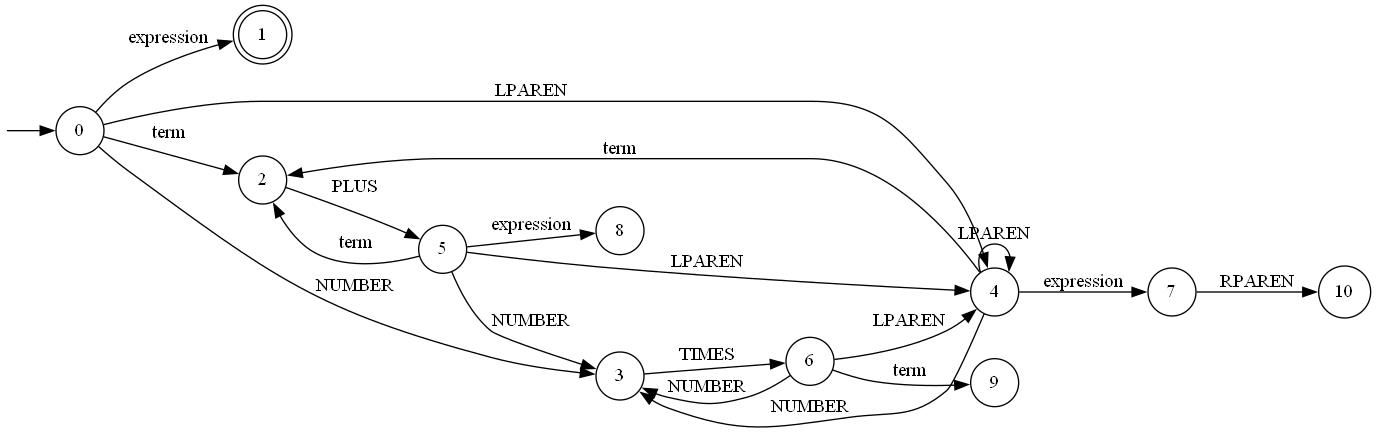 1
expression
LPAREN
0
term
term
2
PLUS
expression
8
term
5
LPAREN
LPAREN
4
expression
7
RPAREN
10
NUMBER
NUMBER
LPAREN
TIMES
6
term
3
NUMBER
9
NUMBER